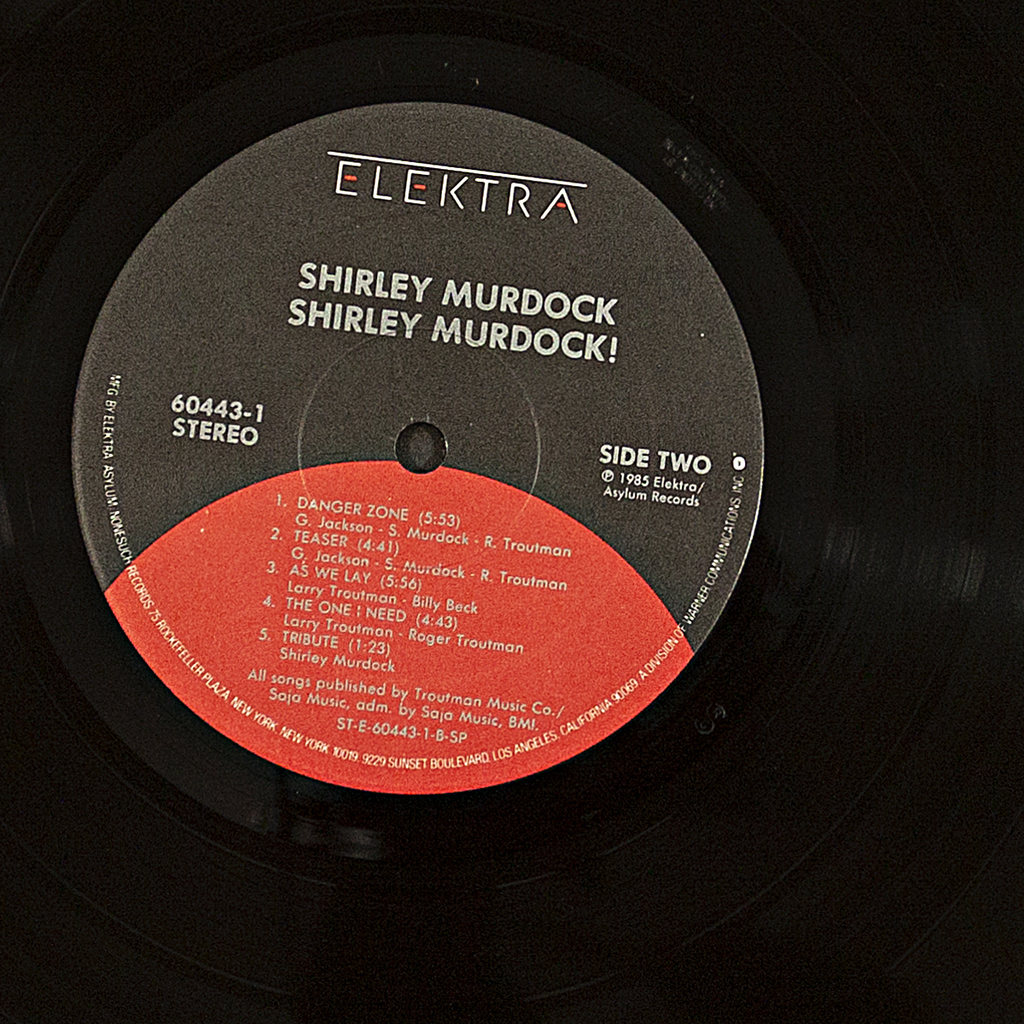 ELEKTRA
SHIRLEY MURDOCK
SHIRLEY MURDOCK!
60443-1
STEREO
SIDE TWO
℗ 1985 Elektra/
Asylum Records
1. DANGER ZONE (5:53)
G. Jackson - S. Murdock - R. Troutman
2. TEASER (4:41)
G. Jackson - S. Murdock - R. Troutman
3. AS WE LAY (5:56)
Larry Troutman - Billy Beck
4. THE ONE I NEED (4:43)
Larry Troutman - Roger Troutman
5. TRIBUTE (1:23)
Shirley Murdock
All songs published by Troutman Music Co./
Saja Music, adm. by Saja Music, BMI.
ST-E-60443-1-B-SP
MFG BY ELEKTRA ASYLUM NONESUCH RECORDS 75 ROCKEFELLER PLAZA, NEW YORK, NEW YORK 10019. 9229 SUNSET BOULEVARD, LOS ANGELES, CALIFORNIA 90069. A DIVISION OF WARNER COMMUNICATIONS, INC.